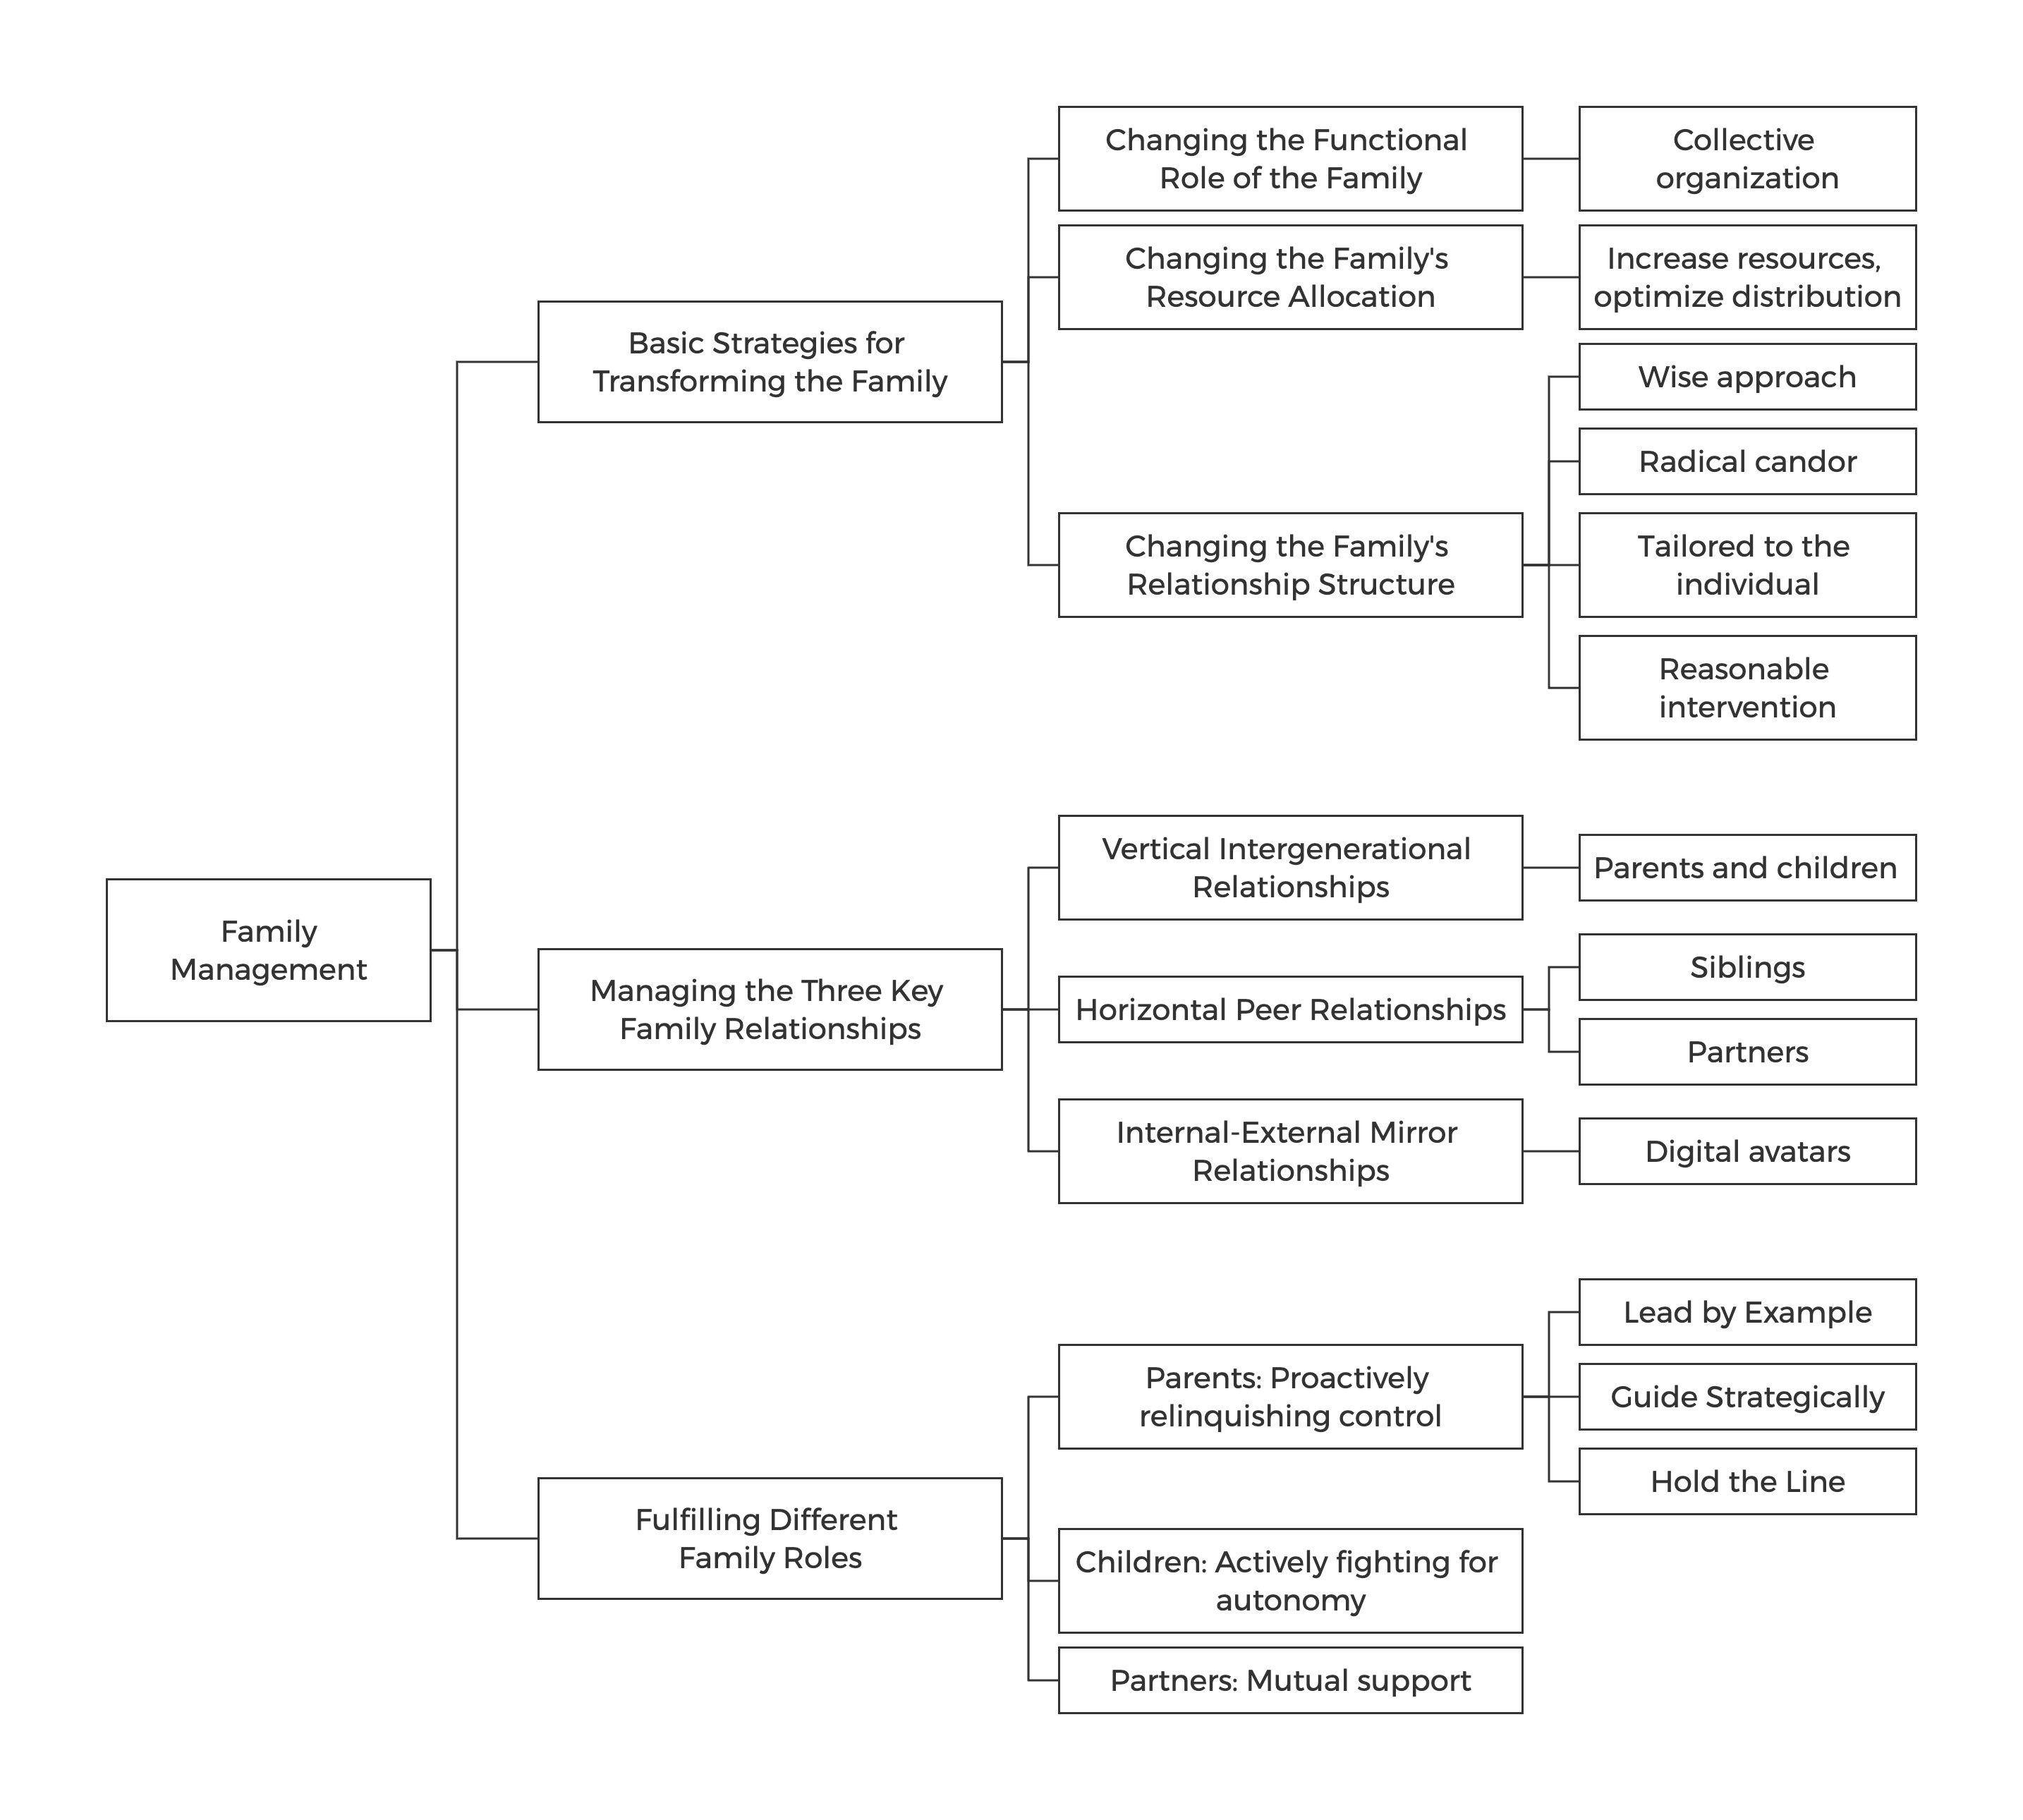 Family
Management
Basic Strategies for
Transforming the Family
Changing the Functional
Role of the Family
Collective
organization
Changing the Family's
Resource Allocation
Increase resources,
optimize distribution
Changing the Family's
Relationship Structure
Wise approach
Radical candor
Tailored to the
individual
Reasonable
intervention
Managing the Three Key
Family Relationships
Vertical Intergenerational
Relationships
Parents and children
Horizontal Peer Relationships
Siblings
Partners
Internal-External Mirror
Relationships
Digital avatars
Fulfilling Different
Family Roles
Parents: Proactively
relinquishing control
Lead by Example
Guide Strategically
Hold the Line
Children: Actively fighting for
autonomy
Partners: Mutual support